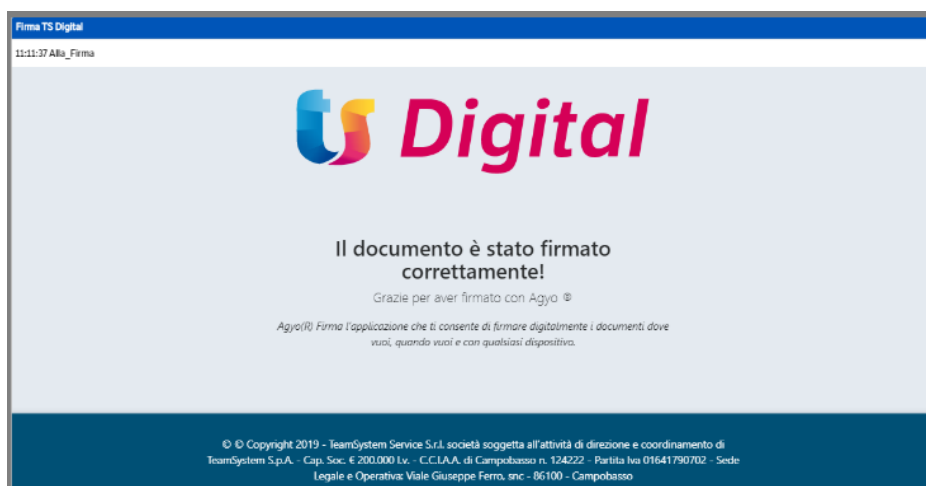 Firma TS Digital
11:11:37 Alla_Firma
ts Digital
Il documento è stato firmato
correttamente!
Grazie per aver firmato con Agyo ®
Agyo(R) Firma l'applicazione che ti consente di firmare digitalmente i documenti dove
vuoi, quando vuoi e con qualsiasi dispositivo.
© © Copyright 2019 - TeamSystem Service S.r.l. società soggetta all'attività di direzione e coordinamento di
TeamSystem S.p.A. - Cap. Soc. € 200.000 I.v. - C.C.I.A.A. di Campobasso n. 124222 - Partita Iva 01641790702 - Sede
Legale e Operativa: Viale Giuseppe Ferro, snc - 86100 - Campobasso